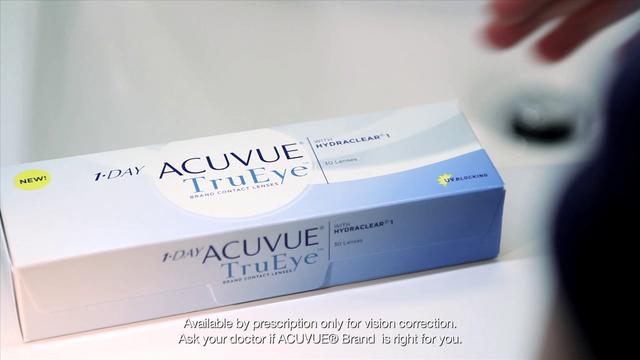 NEW!
1·DAY ACUVUE® WITH HYDRACLEAR® 1
TruEye™ 30 Lenses
BRAND CONTACT LENSES
UV BLOCKING
1·DAY ACUVUE® WITH HYDRACLEAR® 1
TruEye™ 30 Lenses
BRAND CONTACT LENSES
Available by prescription only for vision correction.
Ask your doctor if ACUVUE® Brand is right for you.